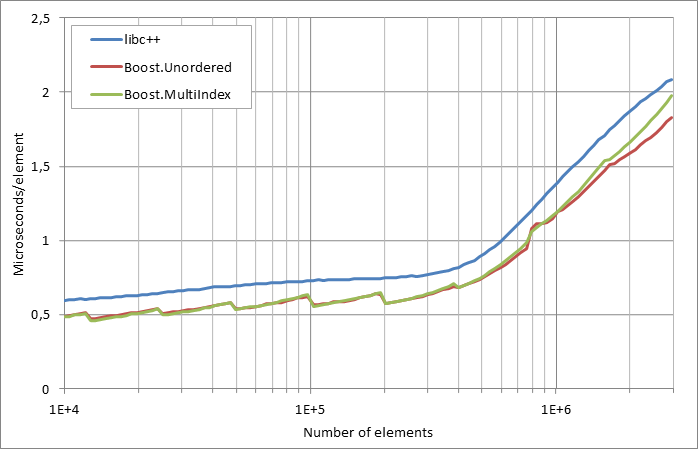 2,5
2
1,5
1
0,5
0
libc++
Boost.Unordered
Boost.MultiIndex
Microseconds/element
1E+4
1E+5
1E+6
Number of elements